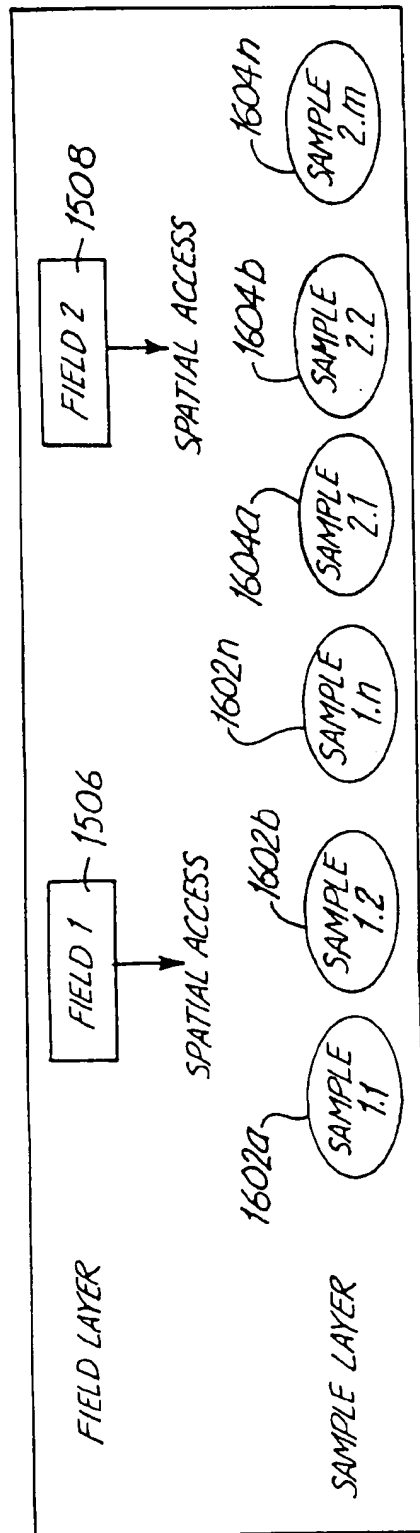 FIELD LAYER
FIELD 1
1506
FIELD 2
1508
SPATIAL ACCESS
SPATIAL ACCESS
1602a
1602b
1602n
1604a
1604b
1604n
SAMPLE LAYER
SAMPLE
1.1
SAMPLE
1.2
SAMPLE
1.n
SAMPLE
2.1
SAMPLE
2.2
SAMPLE
2.m